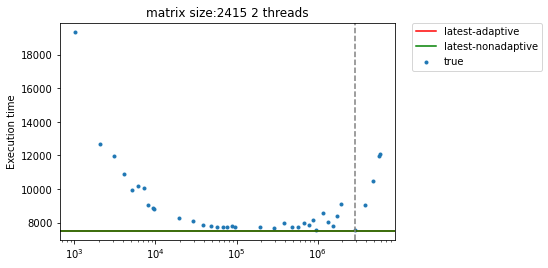 matrix size:2415 2 threads
latest-adaptive
latest-nonadaptive
true
Execution time
18000
16000
14000
12000
10000
8000
10³ 10⁴ 10⁵ 10⁶